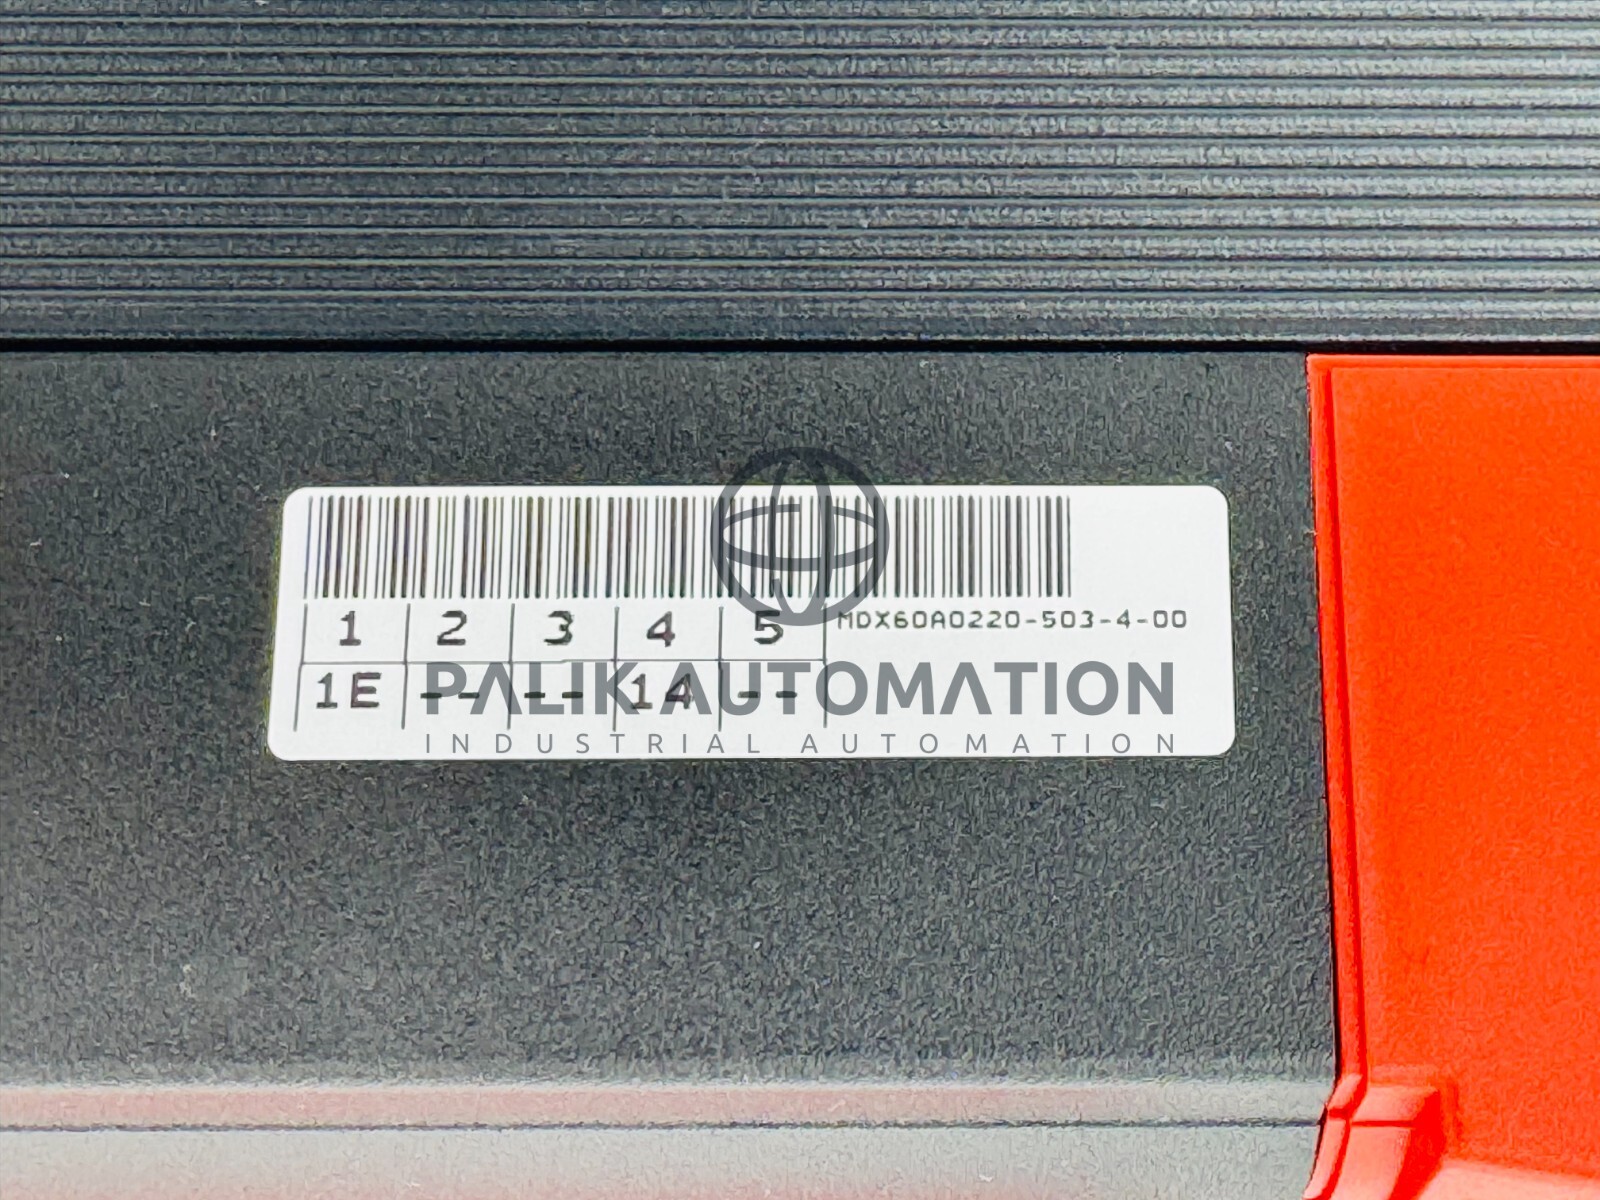 1 2 3 4 5 MDX60A0220-503-4-00
1E -- -- 14 --
PALIK AUTOMATION
INDUSTRIAL AUTOMATION